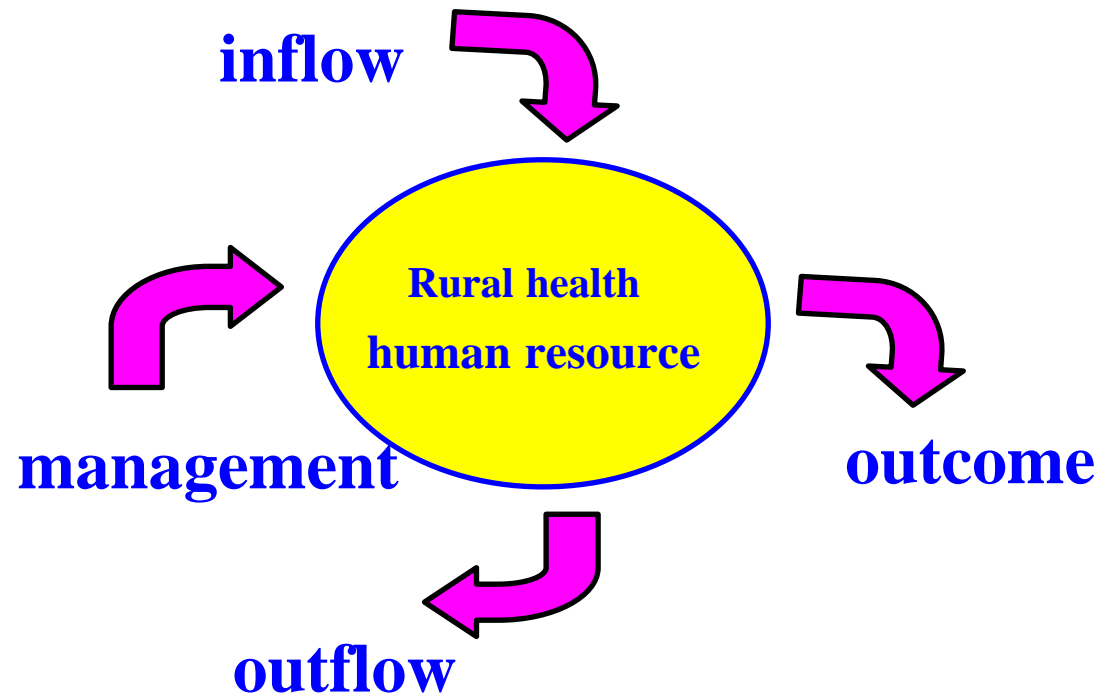 inflow
Rural health
human resource
management
outcome
outflow